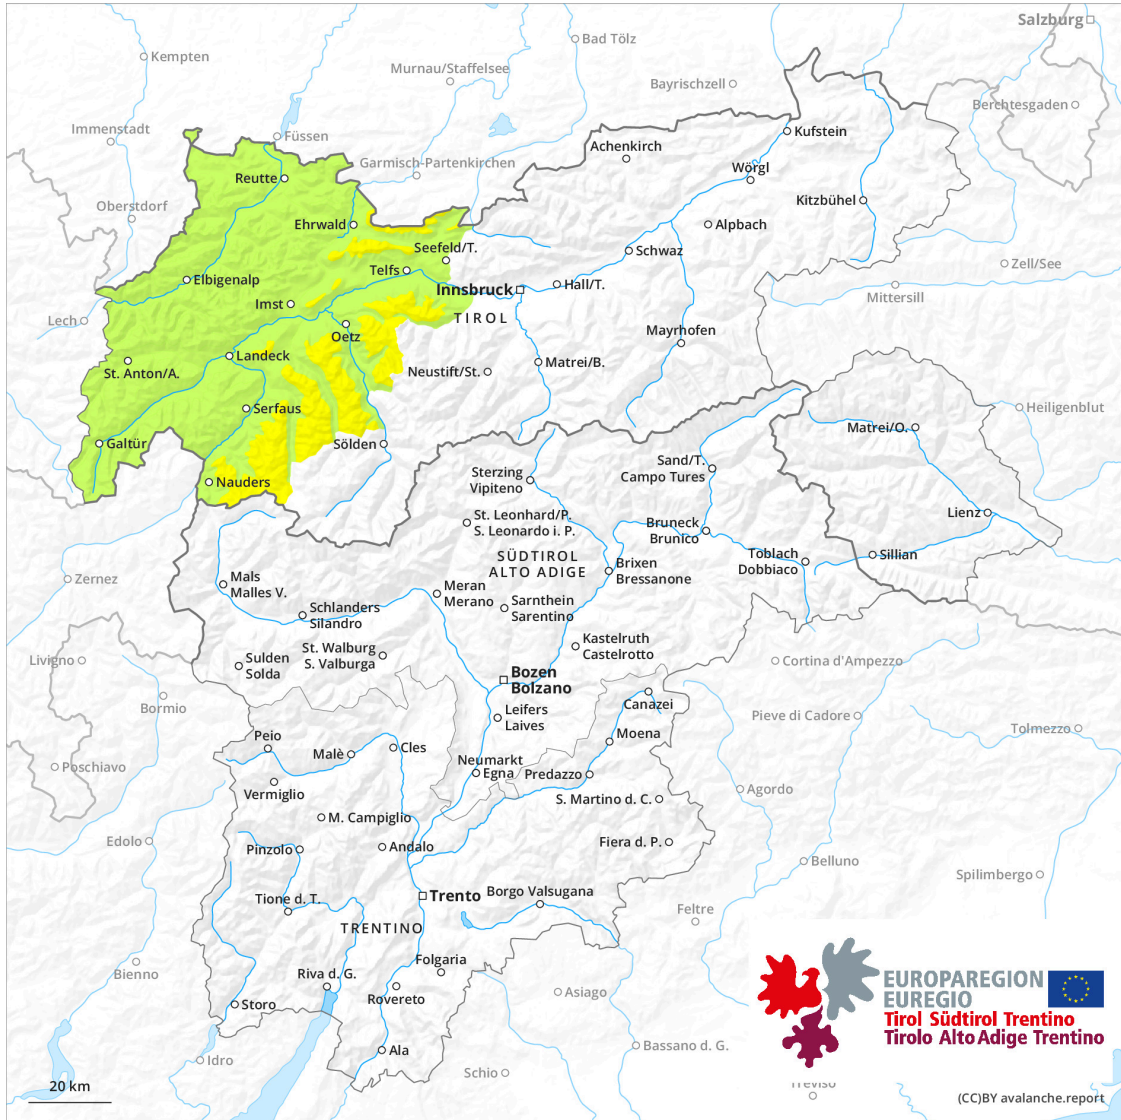 Salzburg
Bad Tölz
Kempten
Murnau/Staffelsee
Bayrischzell
Berchtesgaden
Immenstadt
Füssen
Kufstein
Achenkirch
Garmisch-Partenkirchen
Wörgl
Reutte
Oberstdorf
Kitzbühel
Ehrwald
Alpbach
Seefeld/T.
Schwaz
Zell/See
Telfs
Elbigenalp
Hall/T.
Innsbruck
Mittersill
Imst
Lech
TIROL
Oetz
Mayrhofen
Landeck
Matrei/B.
St. Anton/A.
Neustift/St.
Serfaus
Heiligenblut
Matrei/O.
Galtür
Sölden
Sand/T.
Campo Tures
Sterzing
Vipiteno
Nauders
Lienz
St. Leonhard/P.
S. Leonardo i. P.
Bruneck
Brunico
SÜDTIROL
ALTO ADIGE
Toblach
Dobbiaco
Sillian
Brixen
Bressanone
Zernez
Mals
Malles V.
Meran
Merano
Sarnthein
Sarentino
Schlanders
Silandro
Kastelruth
Castelrotto
St. Walburg
S. Valburga
Livigno
Sulden
Solda
Cortina d'Ampezzo
Bozen
Bolzano
Bormio
Canazei
Leifers
Laives
Pieve di Cadore
Tolmezzo
Peio
Moena
Malè
Cles
Poschiavo
Neumarkt
Egna
Predazzo
Vermiglio
Agordo
S. Martino d. C.
M. Campiglio
Edolo
Pinzolo
Andalo
Fiera d. P.
Belluno
Spilimbergo
Tione d. T.
Trento
Borgo Valsugana
Feltre
TRENTINO
Folgaria
Bienno
Riva d. G.
Rovereto
Asiago
Storo
EUROPAREGION
EUREGIO
Tirol Südtirol Trentino
Tirolo Alto Adige Trentino
Idro
Ala
Bassano d. G.
Schio
20 km
Treviso
(CC)BY avalanche.report